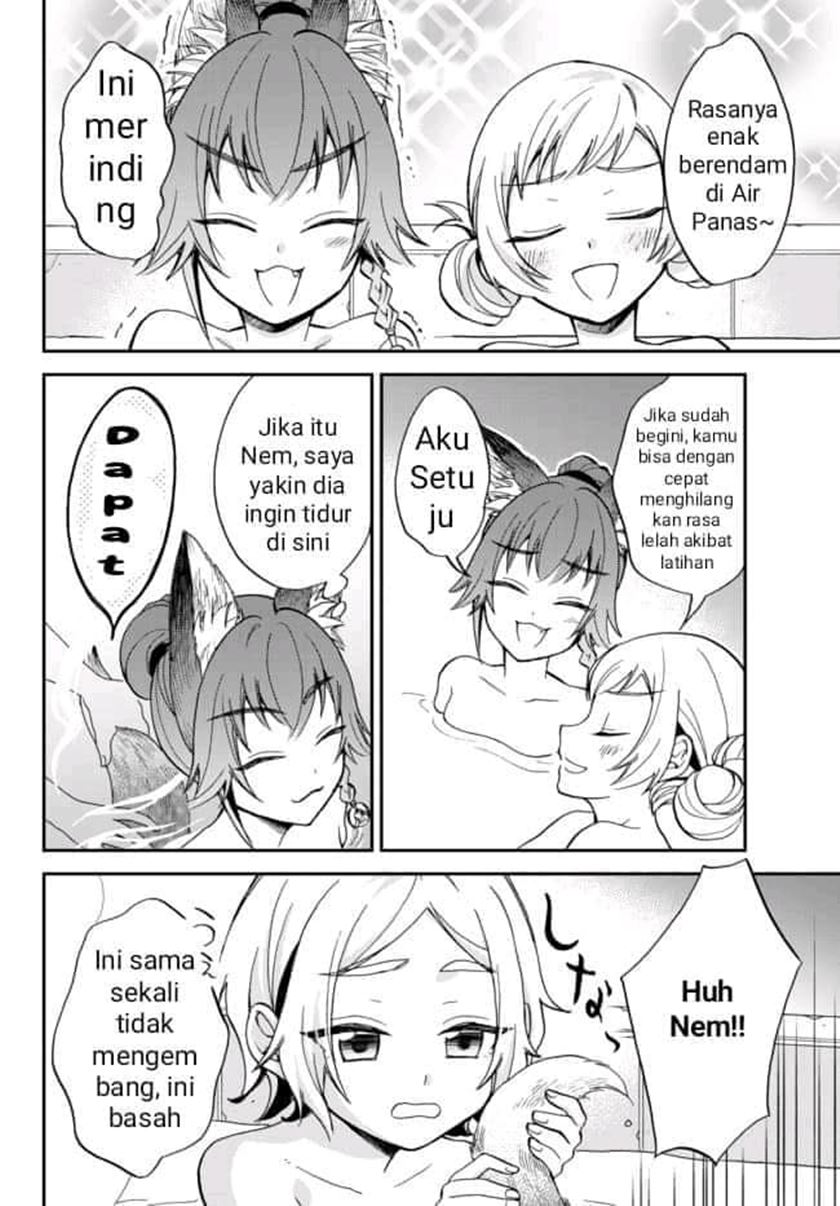 Rasanya
enak
berendam
di Air
Panas~
Ini
mer
indi
ng
Jika sudah
begini, kamu
bisa dengan
cepat
menghilang
kan rasa
lelah akibat
latihan
Aku
Setu
ju
Jika itu
Nem, saya
yakin dia
ingin tidur
di sini
Dapat
Huh
Nem!!
しなっ
Ini sama
sekali
tidak
mengem
bang, ini
basah